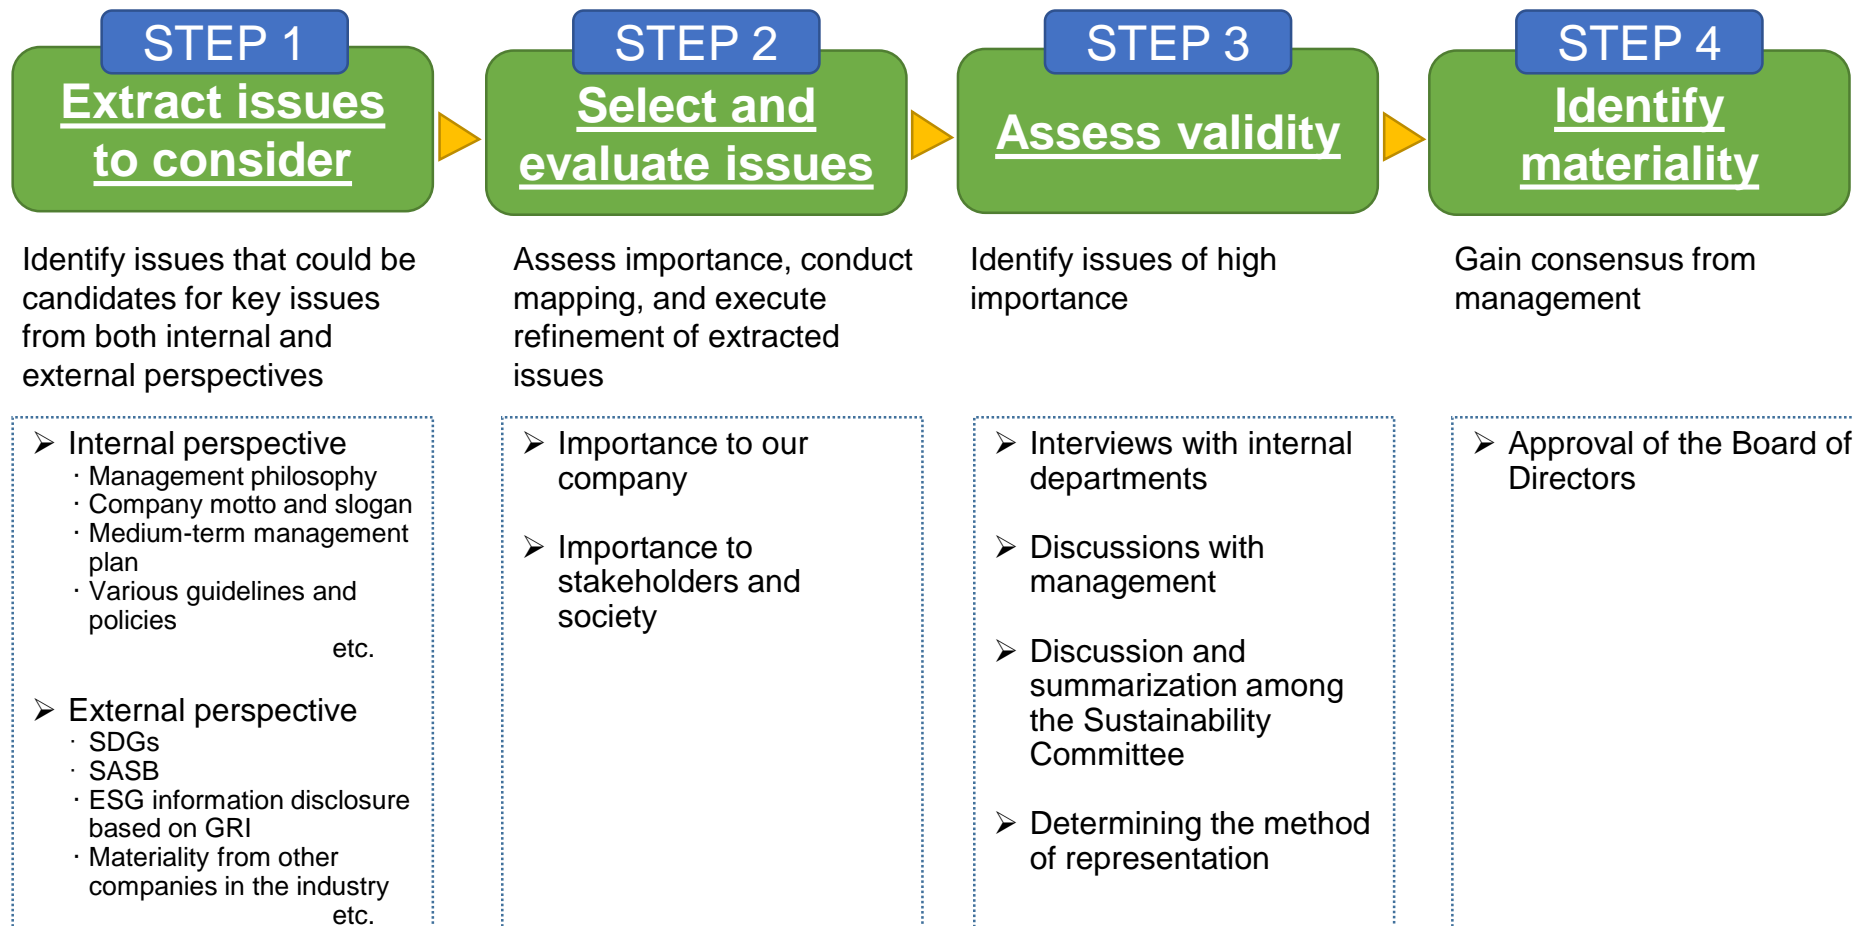 STEP 1
Extract issues
to consider
Identify issues that could be
candidates for key issues
from both internal and
external perspectives
➢ Internal perspective
· Management philosophy
· Company motto and slogan
· Medium-term management
plan
· Various guidelines and
policies
etc.
➢ External perspective
· SDGs
· SASB
· ESG information disclosure
based on GRI
· Materiality from other
companies in the industry
etc.
STEP 2
Select and
evaluate issues
Assess importance, conduct
mapping, and execute
refinement of extracted
issues
➢ Importance to our
company
➢ Importance to
stakeholders and
society
STEP 3
Assess validity
Identify issues of high
importance
➢ Interviews with internal
departments
➢ Discussions with
management
➢ Discussion and
summarization among
the Sustainability
Committee
➢ Determining the method
of representation
STEP 4
Identify
materiality
Gain consensus from
management
➢ Approval of the Board of
Directors